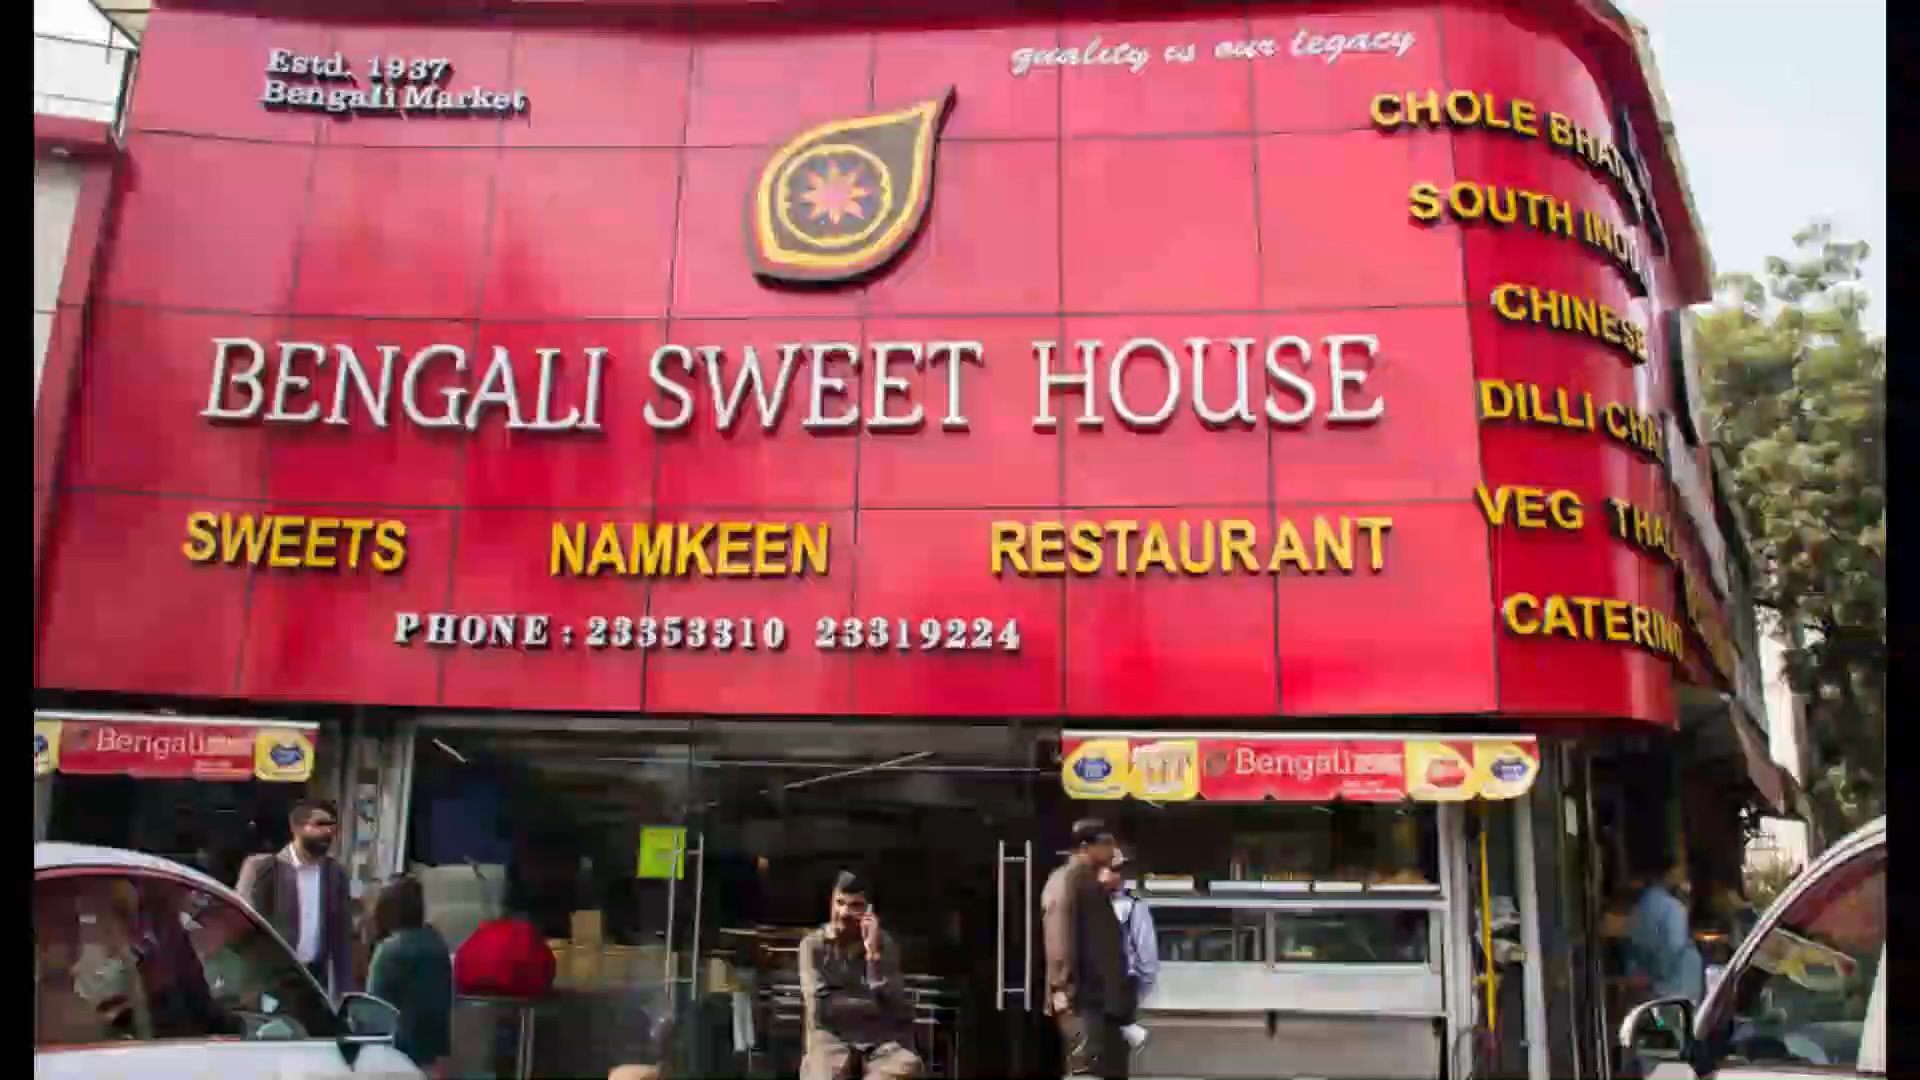 Estd. 1937
Bengali Market
quality is our legacy
BENGALI SWEET HOUSE
SWEETS NAMKEEN RESTAURANT
PHONE : 23353310 23319224
CHOLE
SOUTH
CHINESE
DILLI
VEG
CATERING
Bengali
Bengali